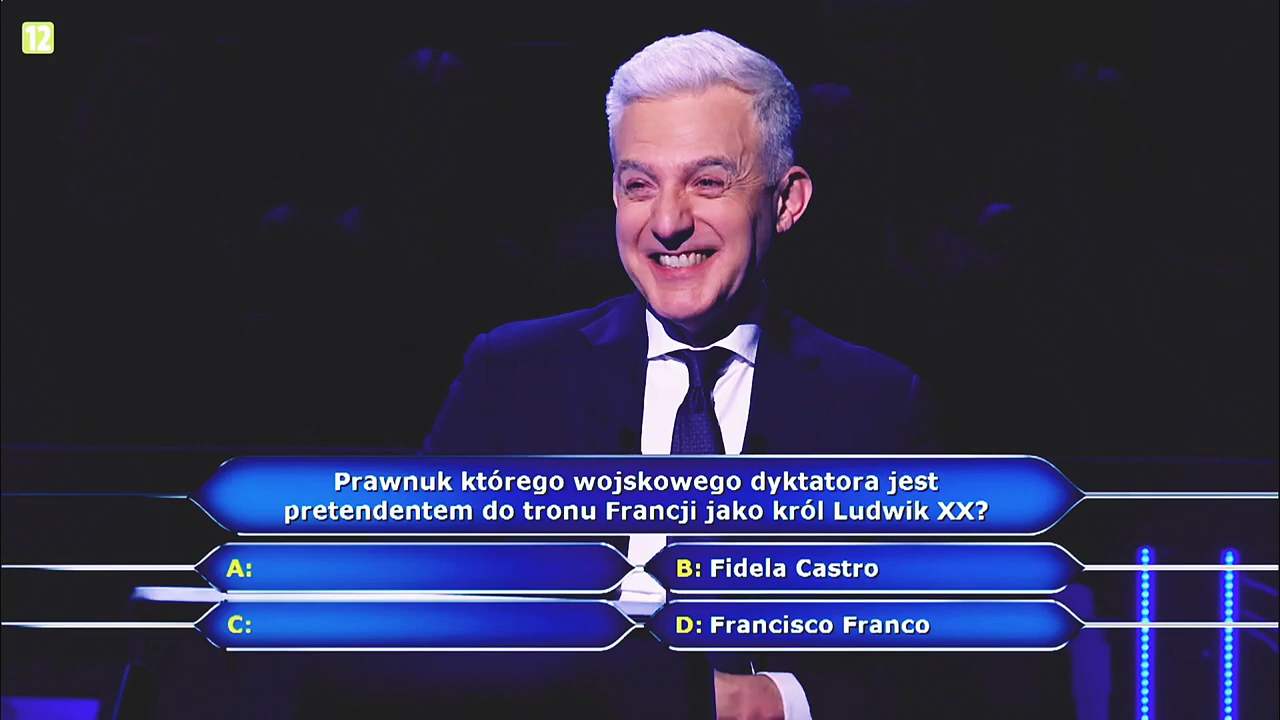 12
Prawnuk którego wojskowego dyktatora jest
pretendentem do tronu Francji jako król Ludwik XX?
A:
B: Fidela Castro
C:
D: Francisco Franco